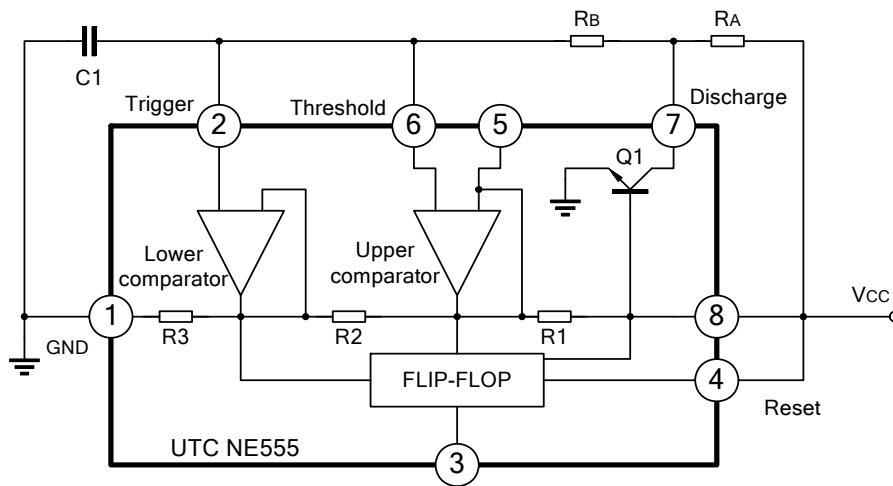 RB
RA
C1
Trigger
Threshold
Discharge
2
6
5
7
Q1
Lower
comparator
Upper
comparator
VCC
1
R3
R2
R1
8
GND
FLIP-FLOP
4
Reset
UTC NE555
3